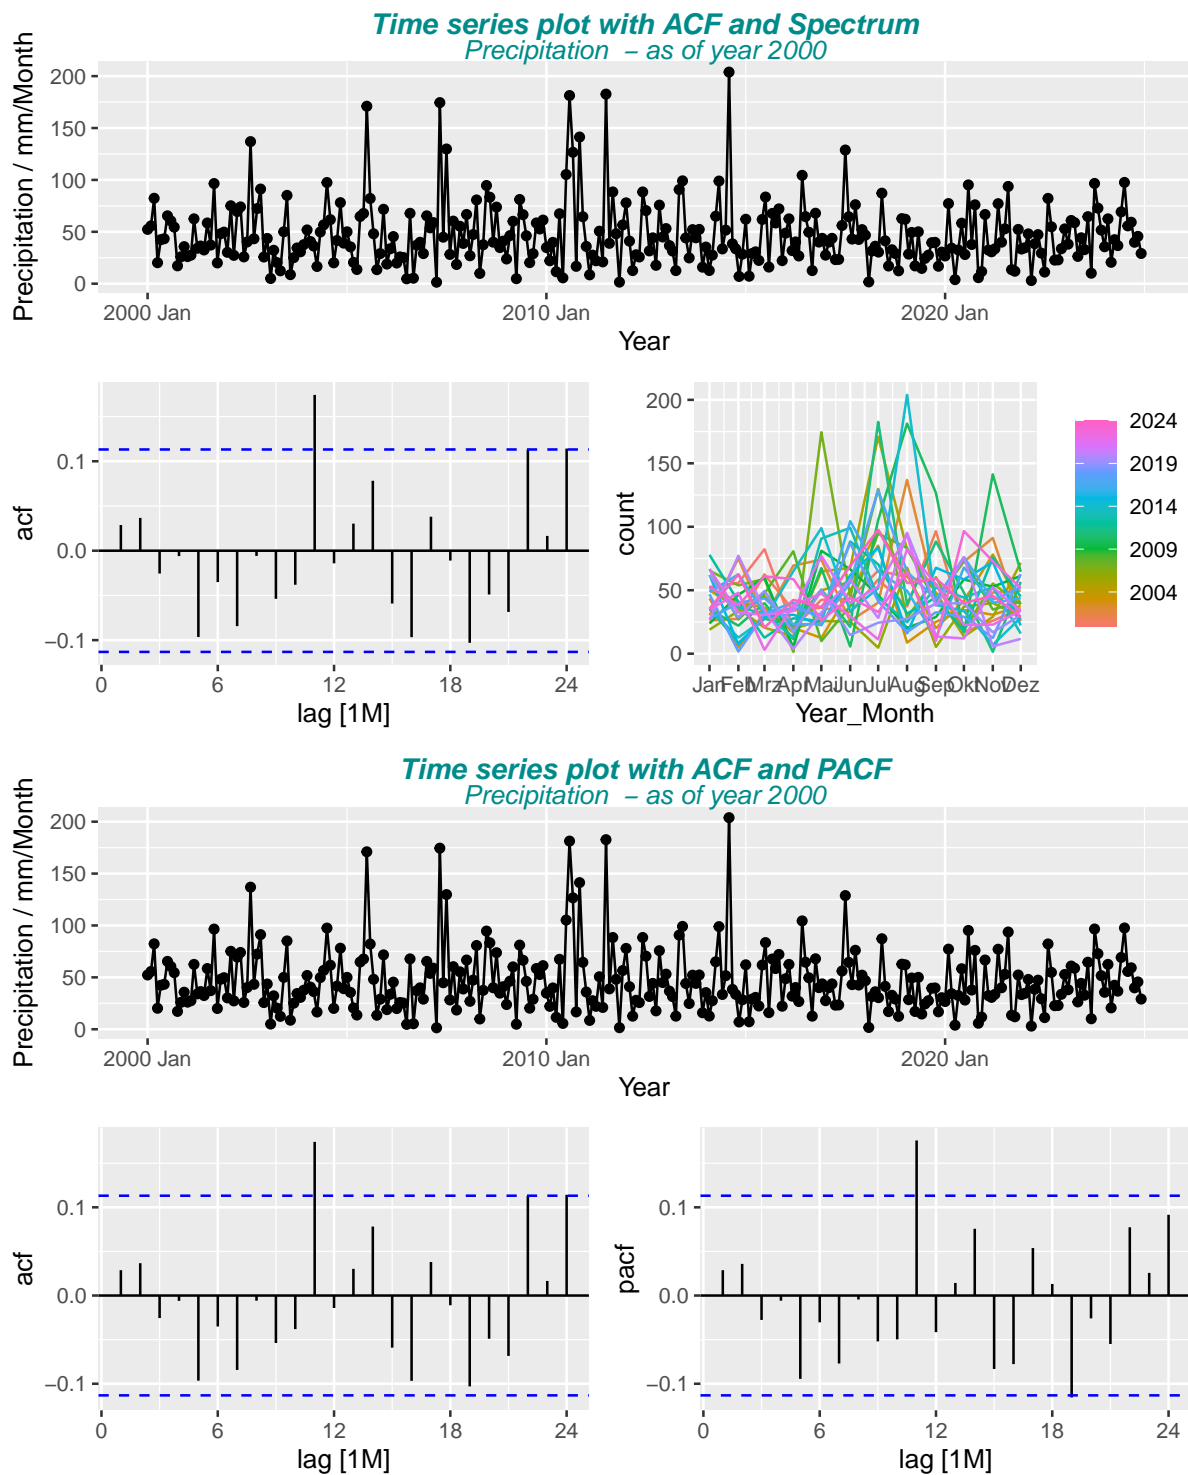 Time series plot with ACF and Spectrum
Precipitation – as of year 2000
Precipitation / mm/Month
200
150
100
50
0
2000 Jan
2010 Jan
2020 Jan
Year
acf
0.1
0.0
−0.1
0
6
12
18
24
lag [1M]
count
200
150
100
50
0
Jan
Feb
Mrz
Apr
Mai
Jun
Jul
Aug
Sep
Okt
Nov
Dez
Year_Month
2024
2019
2014
2009
2004
Time series plot with ACF and PACF
Precipitation – as of year 2000
Precipitation / mm/Month
200
150
100
50
0
2000 Jan
2010 Jan
2020 Jan
Year
acf
0.1
0.0
−0.1
0
6
12
18
24
lag [1M]
pacf
0.1
0.0
−0.1
0
6
12
18
24
lag [1M]